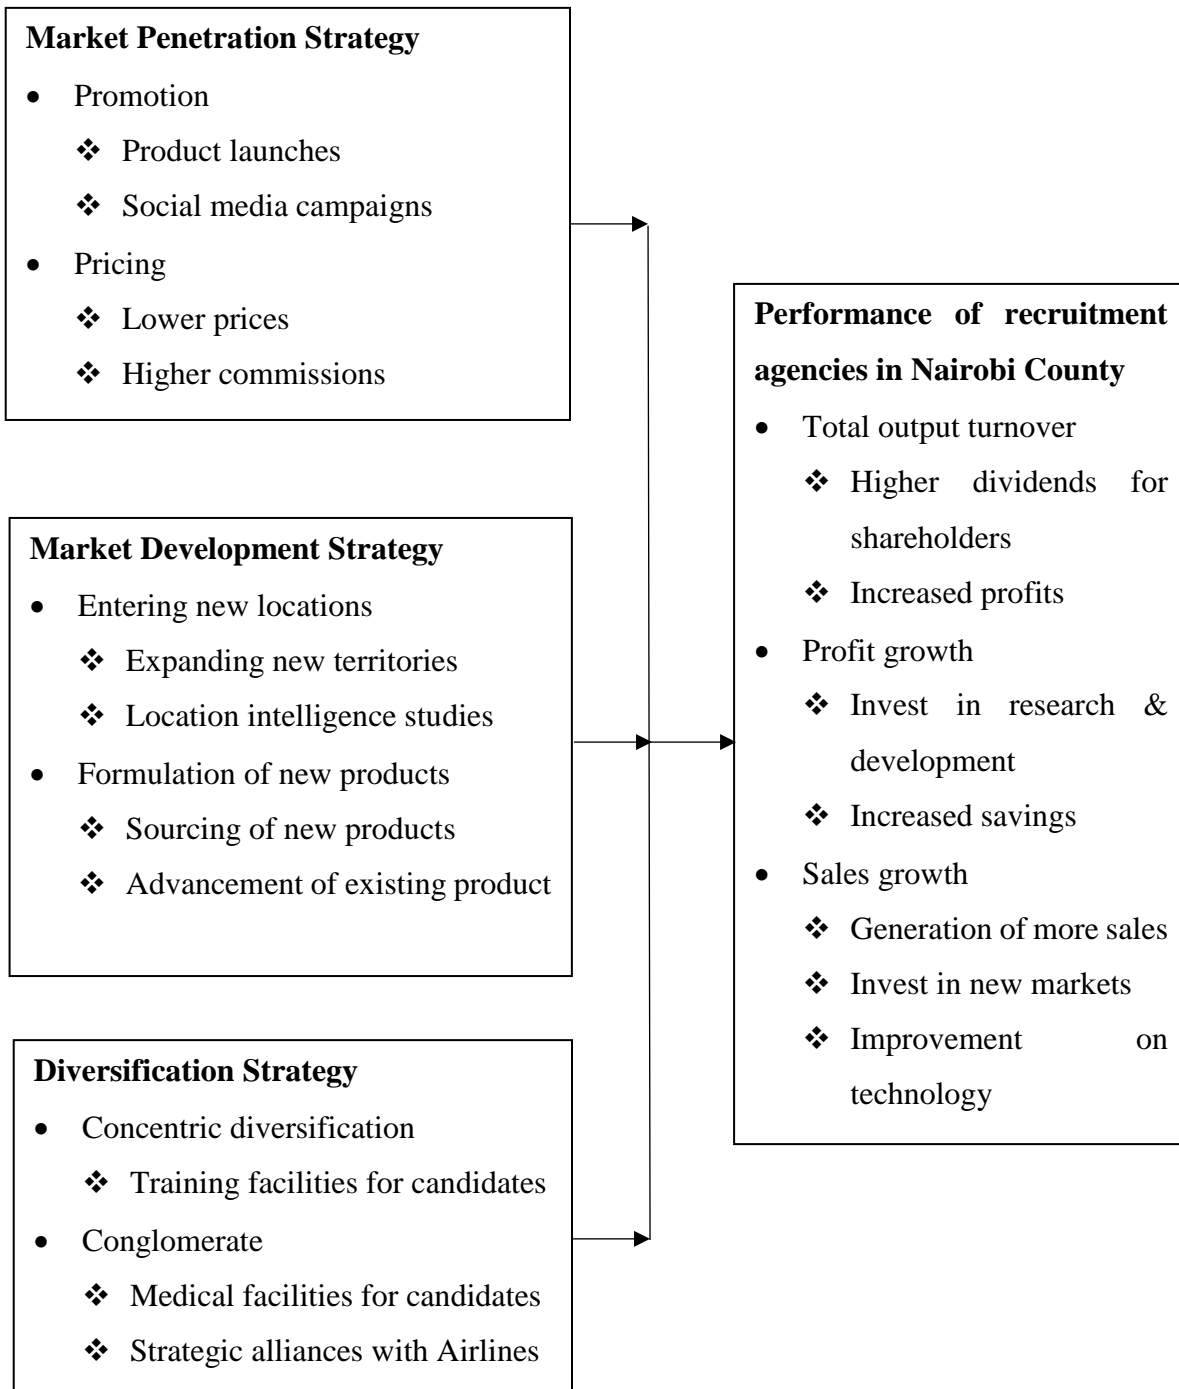 Market Penetration Strategy
• Promotion
❖ Product launches
❖ Social media campaigns
• Pricing
❖ Lower prices
❖ Higher commissions
Market Development Strategy
• Entering new locations
❖ Expanding new territories
❖ Location intelligence studies
• Formulation of new products
❖ Sourcing of new products
❖ Advancement of existing product
Diversification Strategy
• Concentric diversification
❖ Training facilities for candidates
• Conglomerate
❖ Medical facilities for candidates
❖ Strategic alliances with Airlines
Performance of recruitment
agencies in Nairobi County
• Total output turnover
❖ Higher dividends for
shareholders
❖ Increased profits
• Profit growth
❖ Invest in research &
development
❖ Increased savings
• Sales growth
❖ Generation of more sales
❖ Invest in new markets
❖ Improvement on
technology